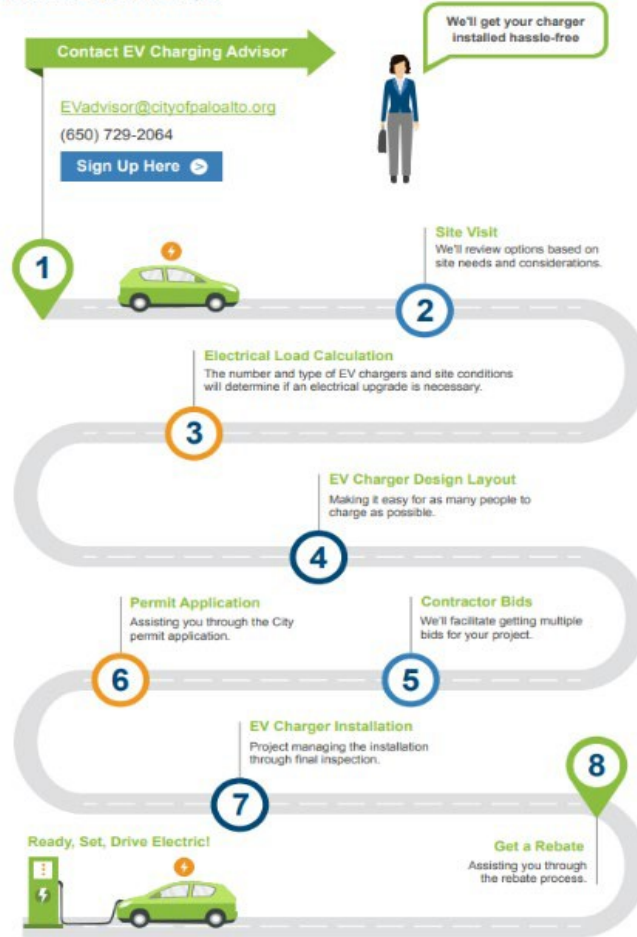 We'll get your charger
installed hassle-free
Contact EV Charging Advisor
EVadvisor@cityofpaloalto.org
(650) 729-2064
Sign Up Here
1
Site Visit
We'll review options based on
site needs and considerations.
2
Electrical Load Calculation
The number and type of EV chargers and site conditions
will determine if an electrical upgrade is necessary.
3
EV Charger Design Layout
Making it easy for as many people to
charge as possible.
4
Contractor Bids
We'll facilitate getting multiple
bids for your project.
5
Permit Application
Assisting you through the City
permit application.
6
EV Charger Installation
Project managing the installation
through final inspection.
7
8
Get a Rebate
Assisting you through
the rebate process.
Ready, Set, Drive Electric!